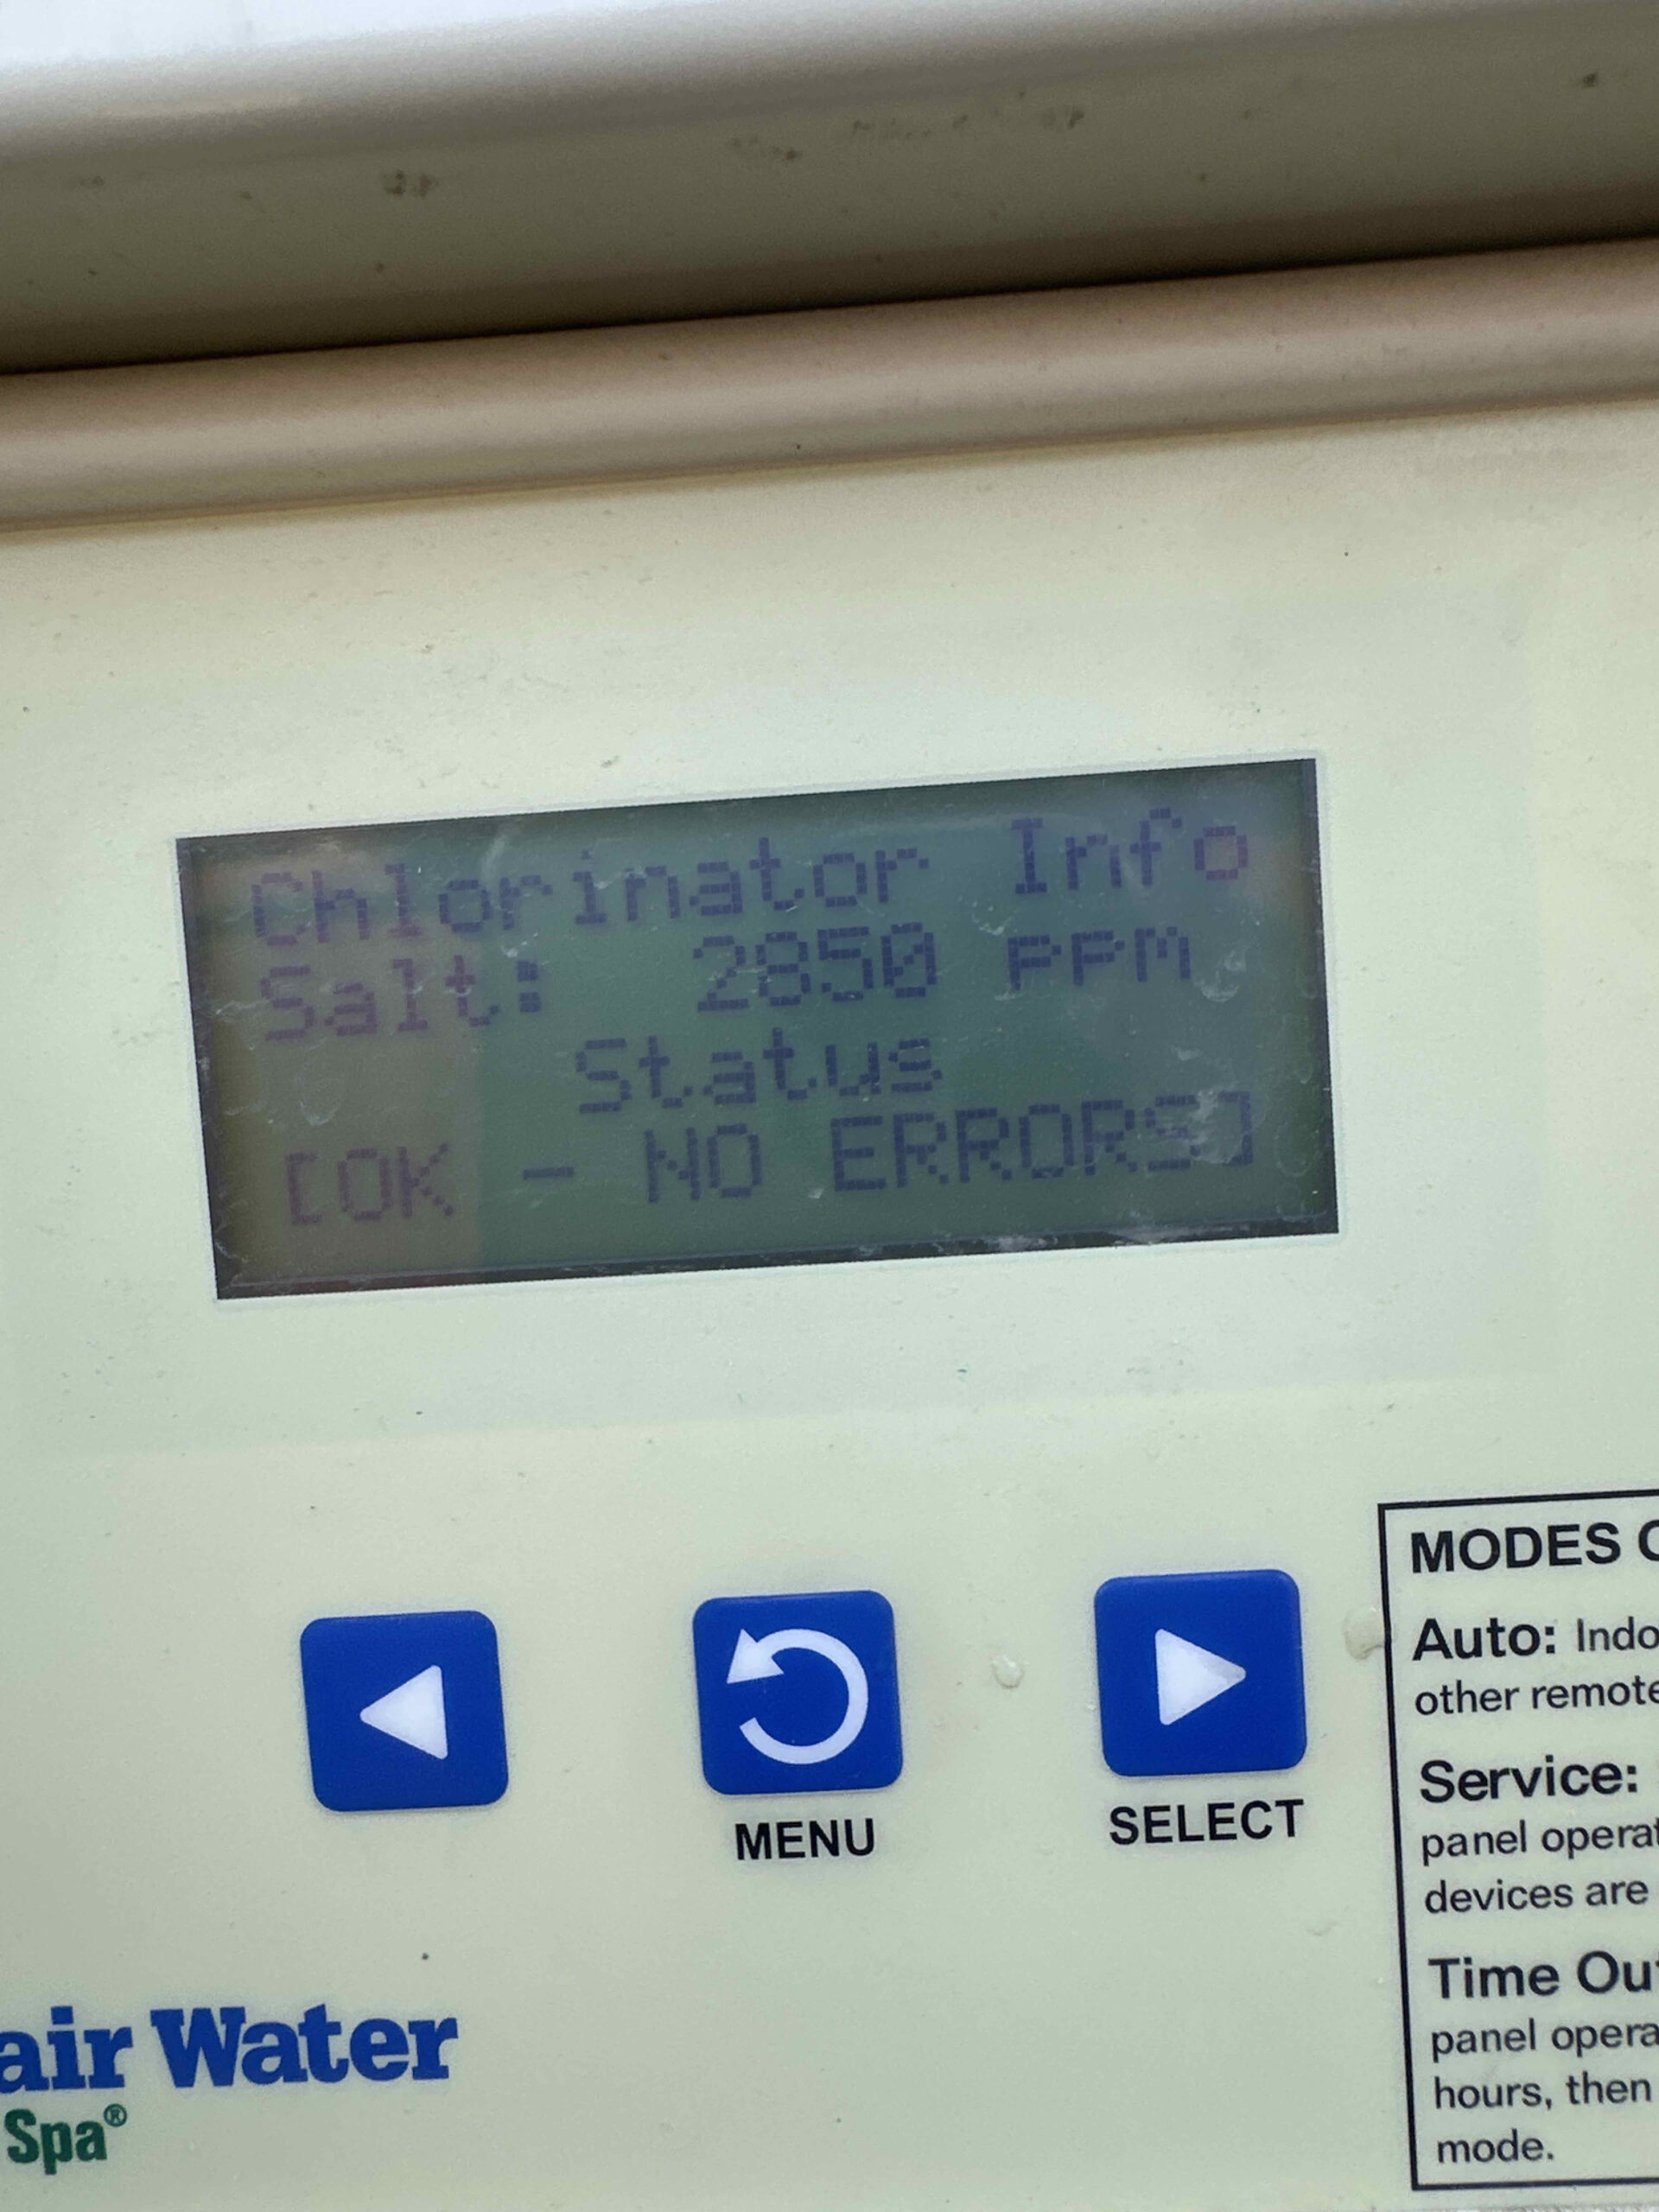 Chlorinator Info
Salt: 2850 PPM
Status
[OK - NO ERRORS]
MENU
SELECT
MODES
Auto: Indo
other remote
Service:
panel operat
devices are
Time Out
panel opera
hours, then
mode.
air Water
Spa®